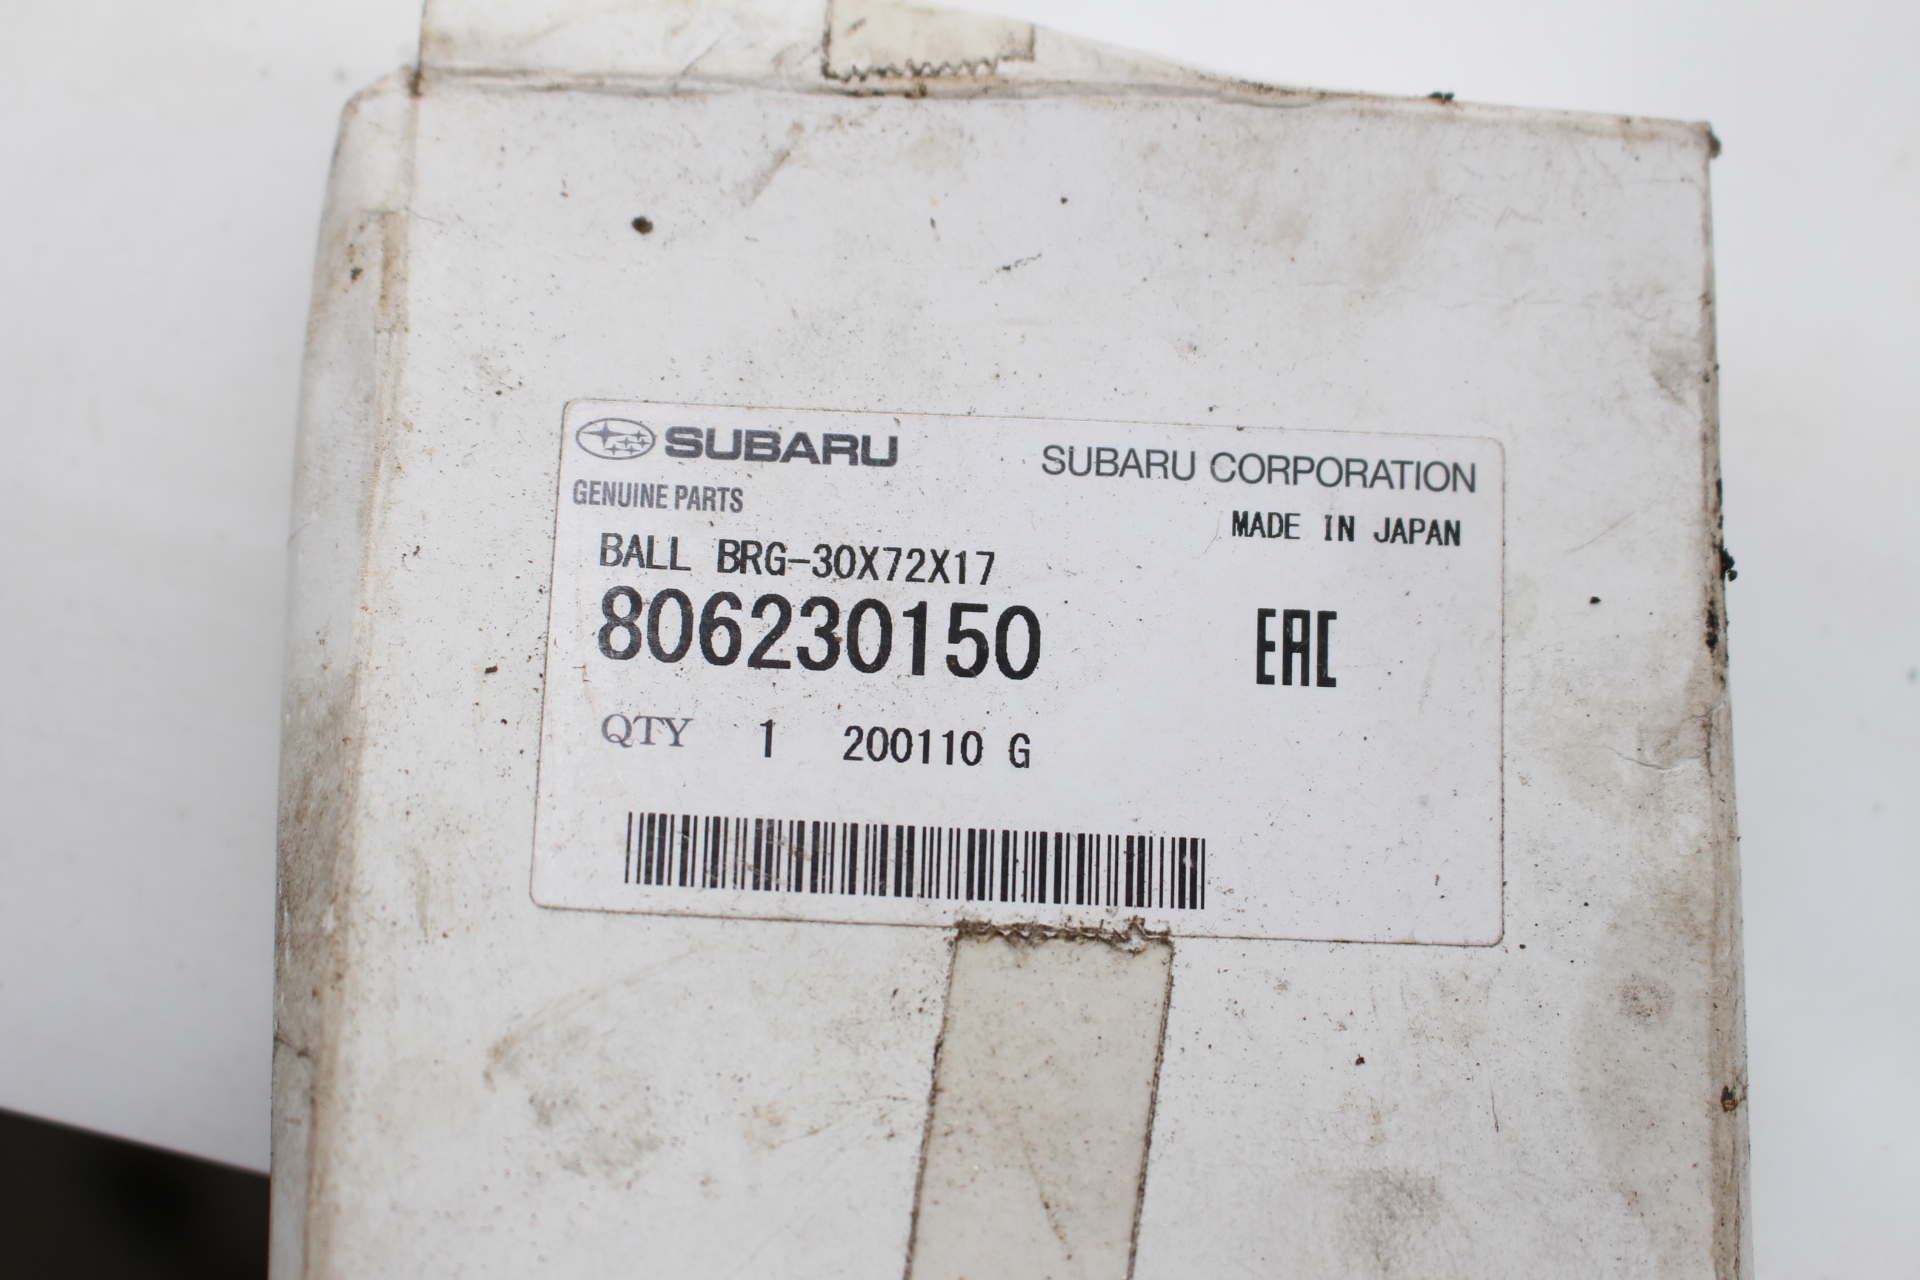 SUBARU
SUBARU CORPORATION
GENUINE PARTS
MADE IN JAPAN
BALL BRG-30X72X17
806230150
EAC
QTY 1 200110 G